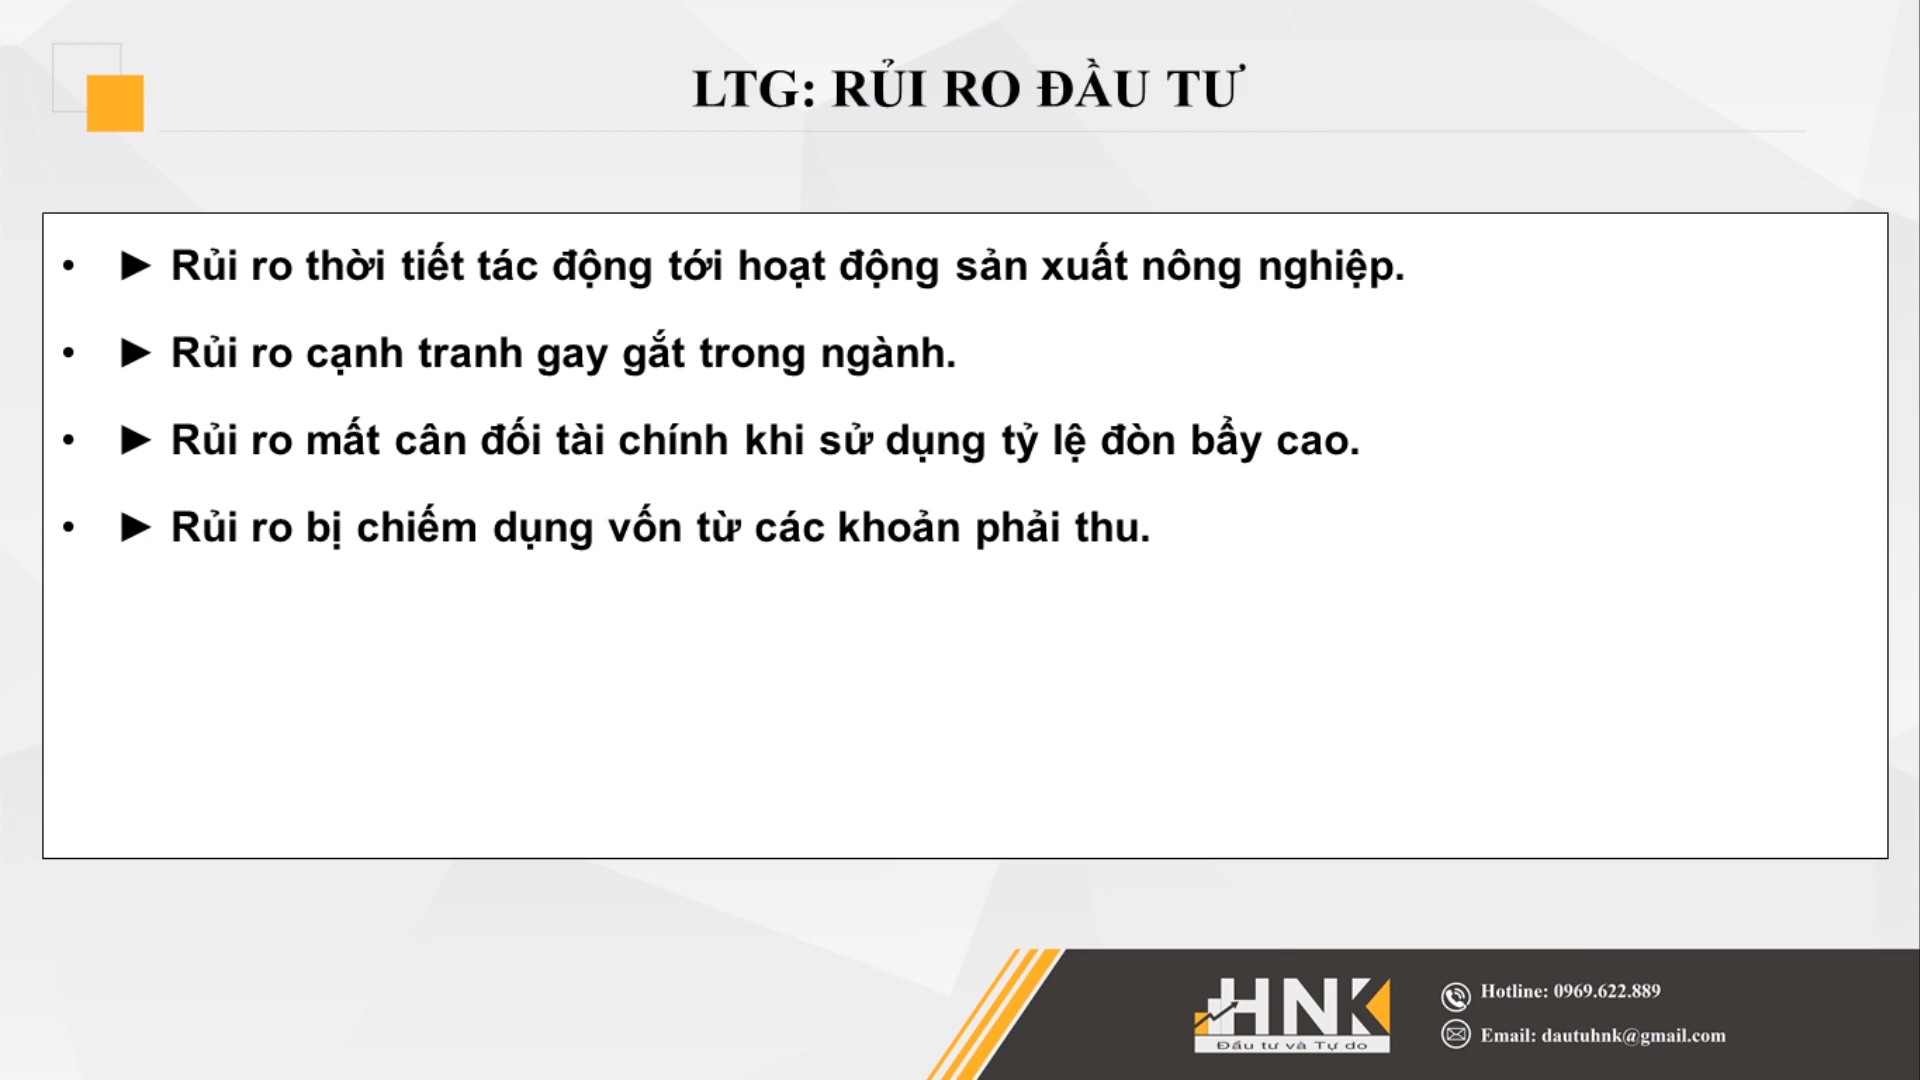 LTG: RỦI RO ĐẦU TƯ
• ► Rủi ro thời tiết tác động tới hoạt động sản xuất nông nghiệp.
• ► Rủi ro cạnh tranh gay gắt trong ngành.
• ► Rủi ro mất cân đối tài chính khi sử dụng tỷ lệ đòn bẩy cao.
• ► Rủi ro bị chiếm dụng vốn từ các khoản phải thu.
HNK
Đầu tư và Tự do
Hotline: 0969.622.889
Email: dautuhnk@gmail.com